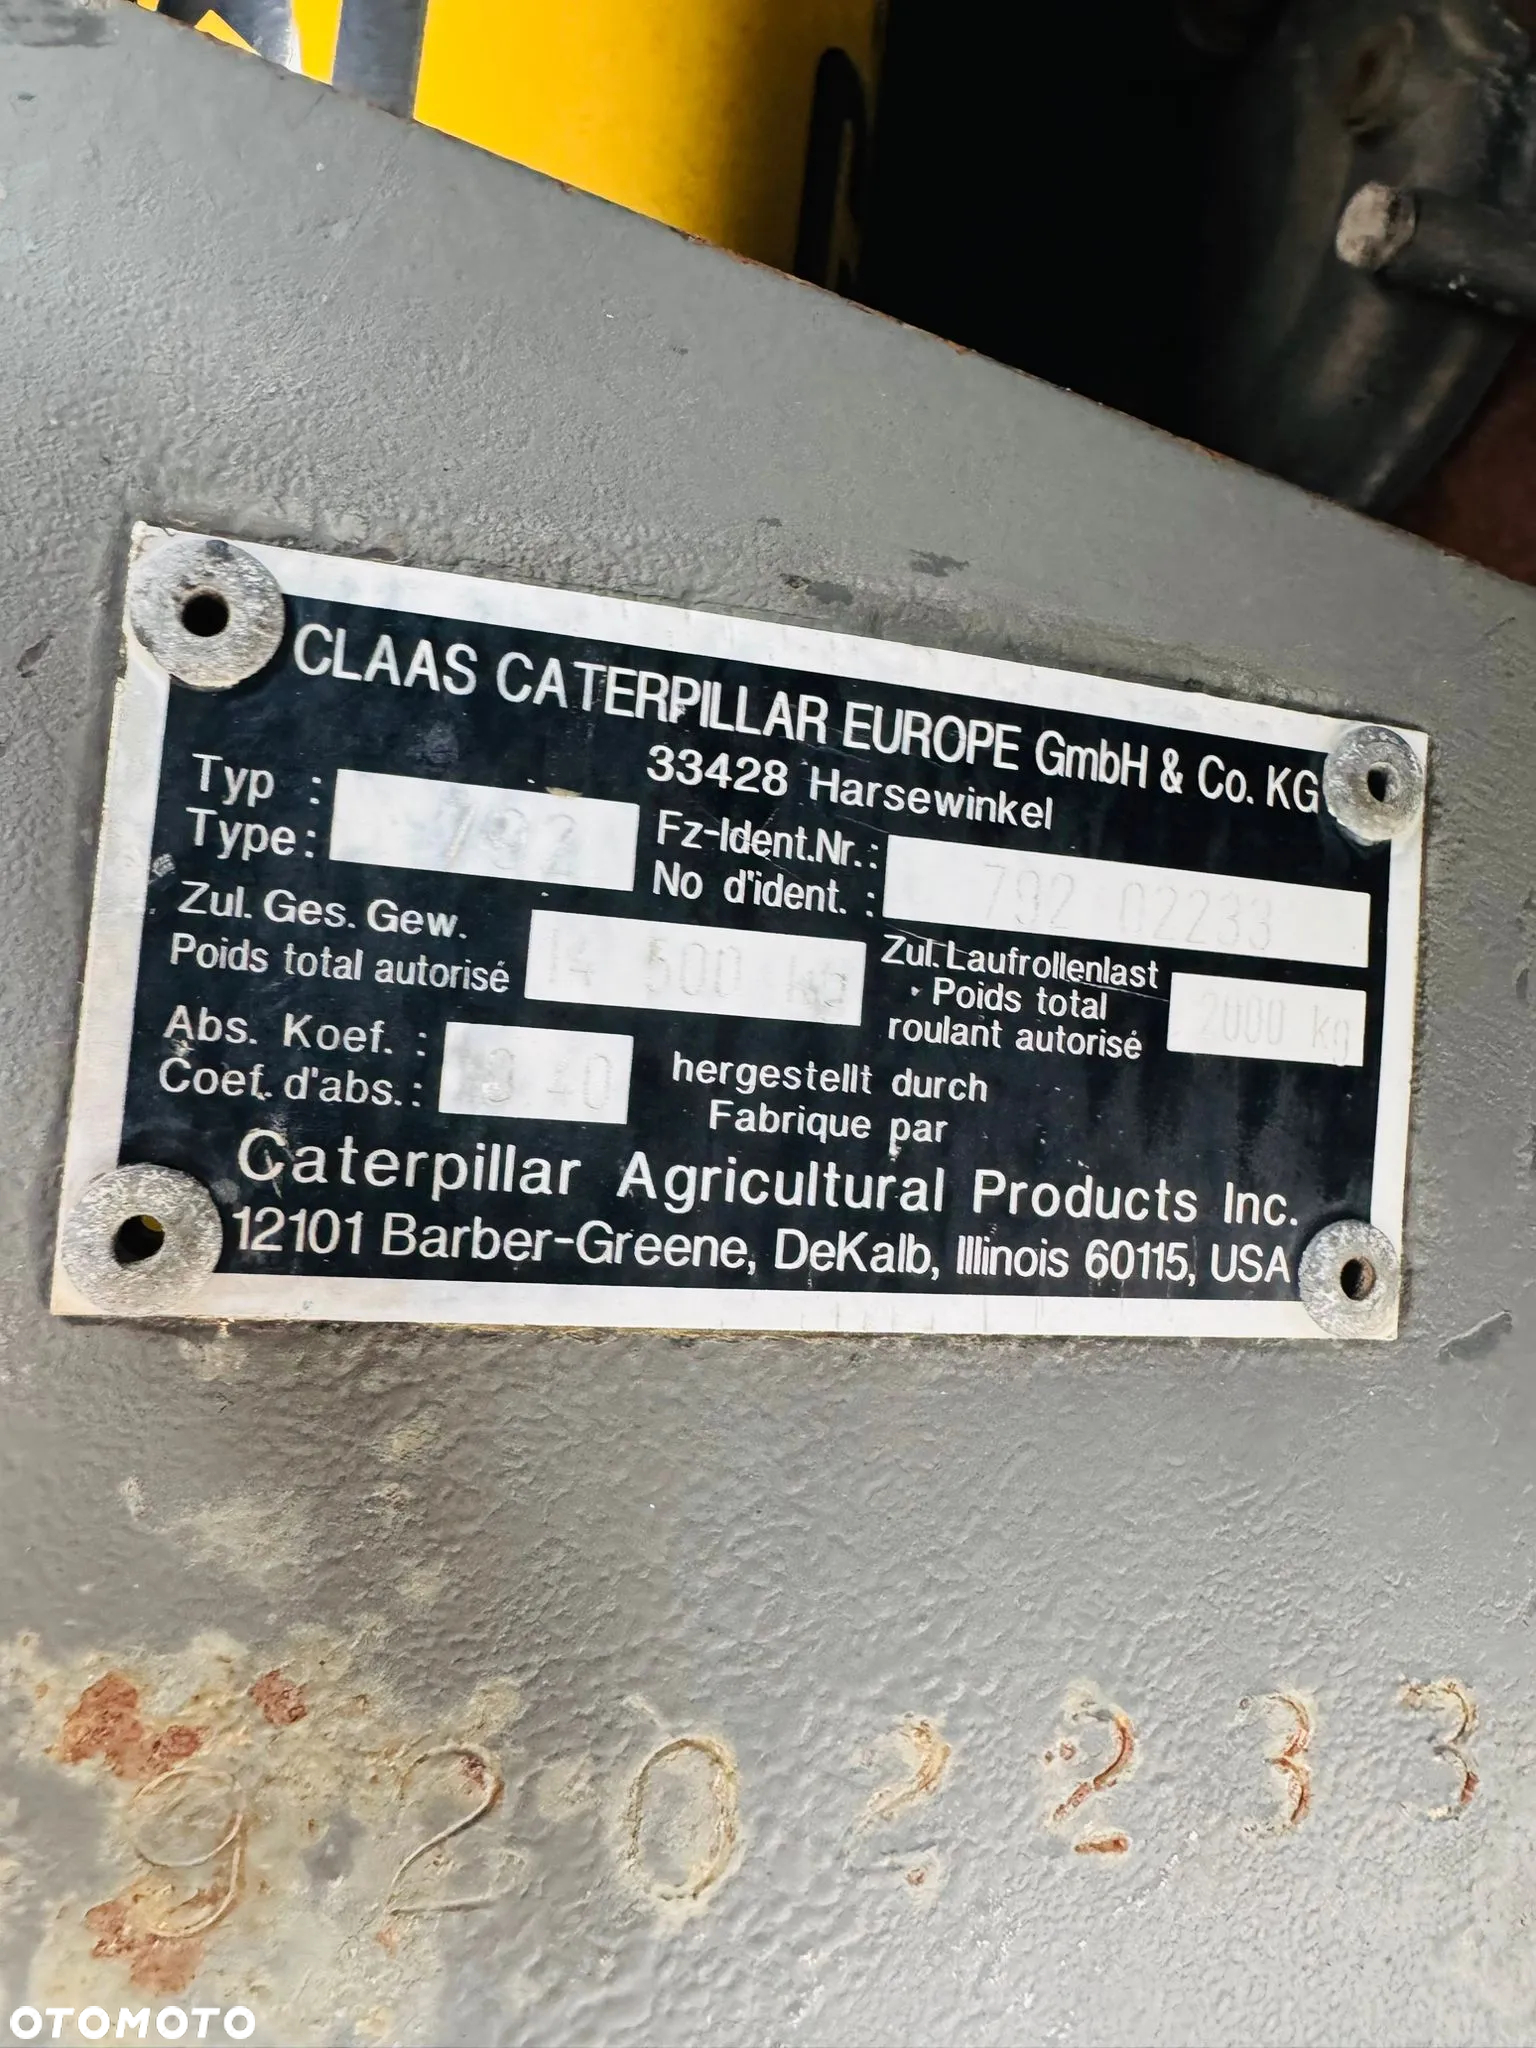 CLAAS CATERPILLAR EUROPE GmbH & Co. KG
33428 Harsewinkel
Typ :
Type: 792
Fz-Ident.Nr.:
No d'ident. : 792 02233
Zul. Ges. Gew.
Poids total autorisé 14 500 kg
Zul. Laufrollenlast
Poids total
roulant autorisé 2000 kg
Abs. Koef. :
Coef. d'abs.:
hergestellt durch
Fabrique par
Caterpillar Agricultural Products Inc.
12101 Barber-Greene, DeKalb, Illinois 60115, USA
9202233
OTOMOTO